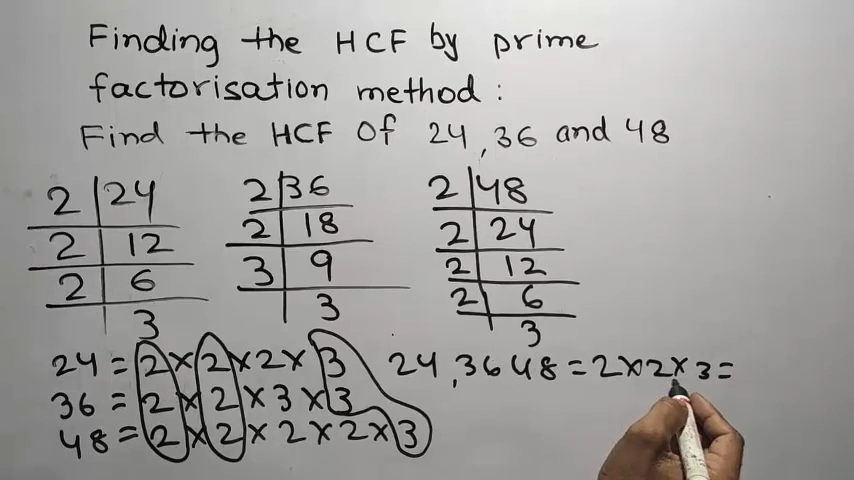 Finding the HCF by prime
factorisation method :
Find the HCF Of 24, 36 and 48
2 | 24
2 | 12
2 | 6
3
2 | 36
2 | 18
3 | 9
3
2 | 48
2 | 24
2 | 12
2 | 6
3
24 = 2 × 2 × 2 × 3
36 = 2 × 2 × 3 × 3
48 = 2 × 2 × 2 × 2 × 3
24, 36 48 = 2 × 2 × 3 =